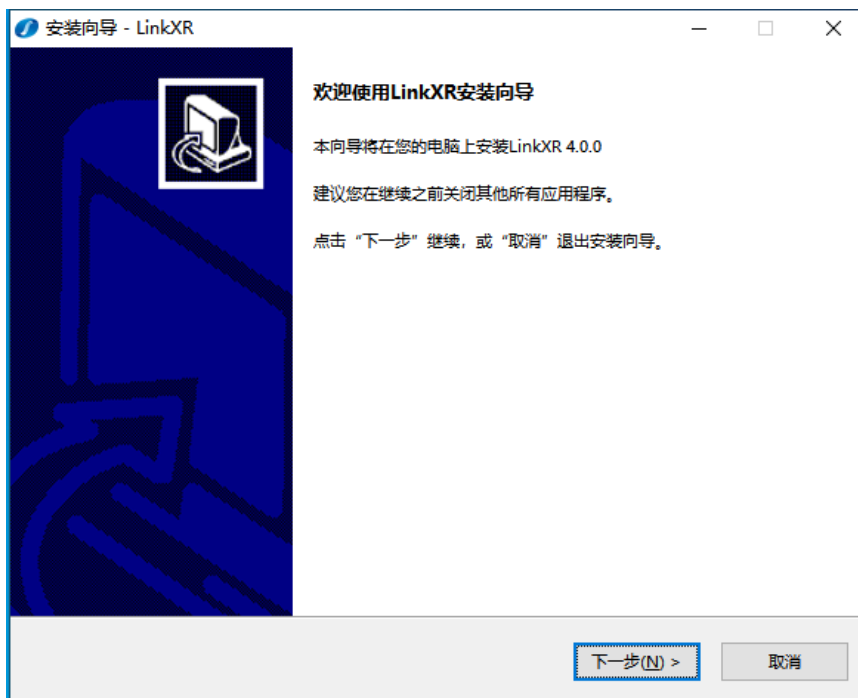 安装向导 - LinkXR
欢迎使用LinkXR安装向导
本向导将在您的电脑上安装LinkXR 4.0.0
建议您在继续之前关闭其他所有应用程序。
点击“下一步”继续，或“取消”退出安装向导。
下一步(N) >
取消